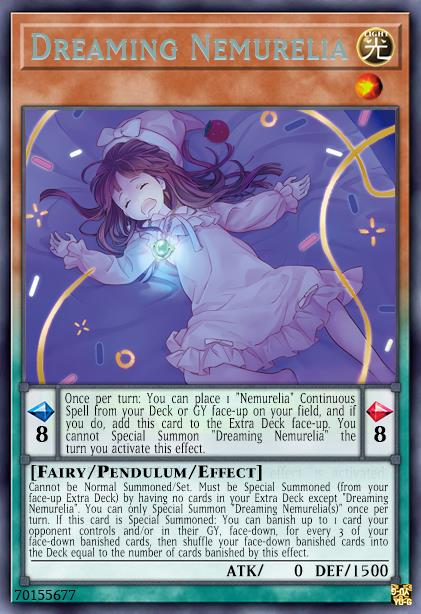 Dreaming Nemurelia
LIGHT
光
Once per turn: You can place 1 "Nemurelia" Continuous
Spell from your Deck or GY face-up on your field, and if
you do, add this card to the Extra Deck face-up. You
cannot Special Summon "Dreaming Nemurelia" the
turn you activate this effect.
8
8
[Fairy/Pendulum/Effect]
Cannot be Normal Summoned/Set. Must be Special Summoned (from your
face-up Extra Deck) by having no cards in your Extra Deck except "Dreaming
Nemurelia". You can only Special Summon "Dreaming Nemurelia(s)" once per
turn. If this card is Special Summoned: You can banish up to 1 card your
opponent controls and/or in their GY, face-down, for every 3 of your
face-down banished cards, then shuffle your face-down banished cards into
the Deck equal to the number of cards banished by this effect.
ATK/ 0 DEF/1500
70155677